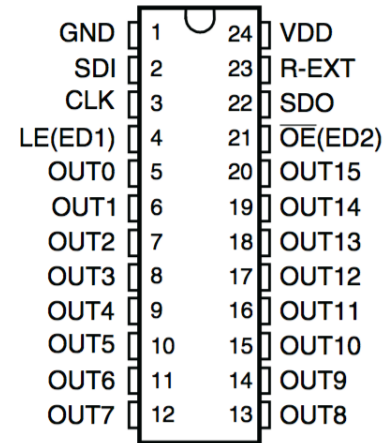 GND 1 24 VDD
SDI 2 23 R-EXT
CLK 3 22 SDO
LE(ED1) 4 21 O̅E̅(ED2)
OUT0 5 20 OUT15
OUT1 6 19 OUT14
OUT2 7 18 OUT13
OUT3 8 17 OUT12
OUT4 9 16 OUT11
OUT5 10 15 OUT10
OUT6 11 14 OUT9
OUT7 12 13 OUT8